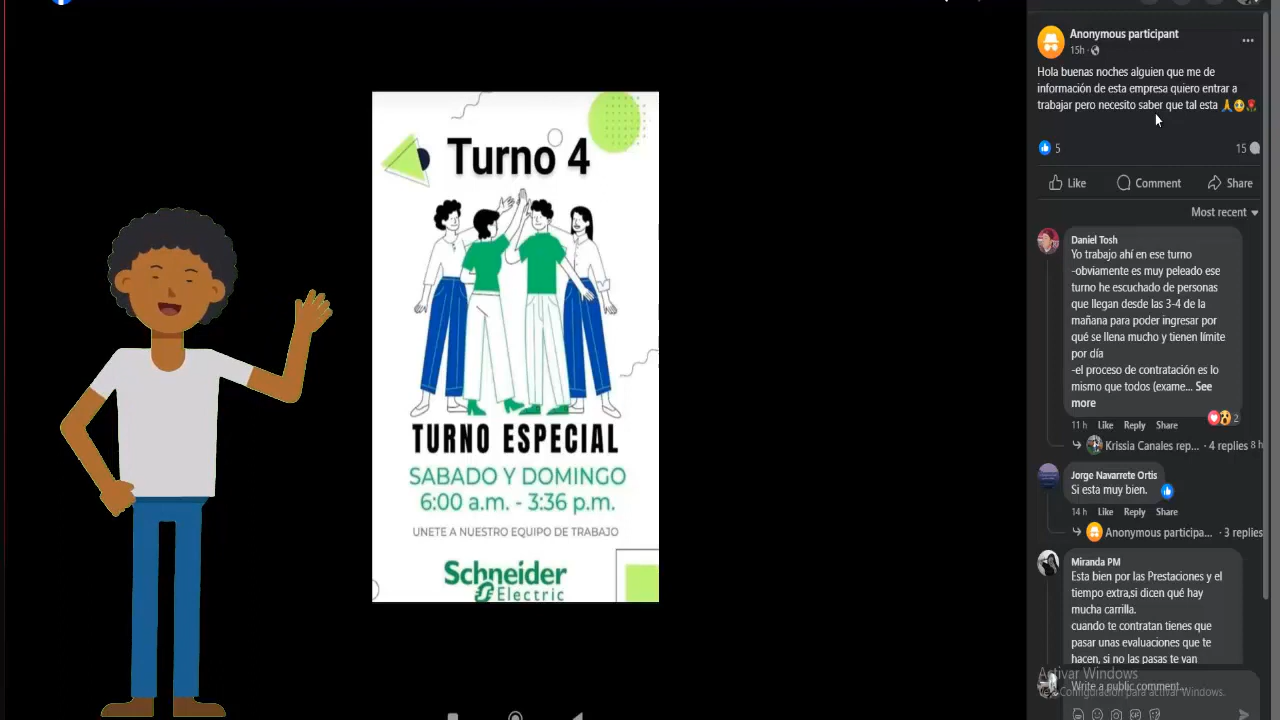 Turno 4
TURNO ESPECIAL
SABADO Y DOMINGO
6:00 a.m. - 3:36 p.m.
UNETE A NUESTRO EQUIPO DE TRABAJO
Schneider
Electric
Anonymous participant
15h
Hola buenas noches alguien que me de
información de esta empresa quiero entrar a
trabajar pero necesito saber que tal esta 🙏🥹🌹
5
15
Like
Comment
Share
Most recent
Daniel Tosh
Yo trabajo ahí en ese turno
-obviamente es muy peleado ese
turno he escuchado de personas
que llegan desde las 3-4 de la
mañana para poder ingresar por
qué se llena mucho y tienen límite
por día
-el proceso de contratación es lo
mismo que todos (exame... See
more
2
11 h Like Reply Share
Krissia Canales rep... · 4 replies 8 h
Jorge Navarrete Ortis
Si esta muy bien.
14 h Like Reply Share
Anonymous participa... · 3 replies
Miranda PM
Esta bien por las Prestaciones y el
tiempo extra,si dicen qué hay
mucha carrilla.
cuando te contratan tienes que
pasar unas evaluaciones que te
hacen, si no las pasas te van
Activar Windows
Write a public comment...
Configuración para activar Windows.